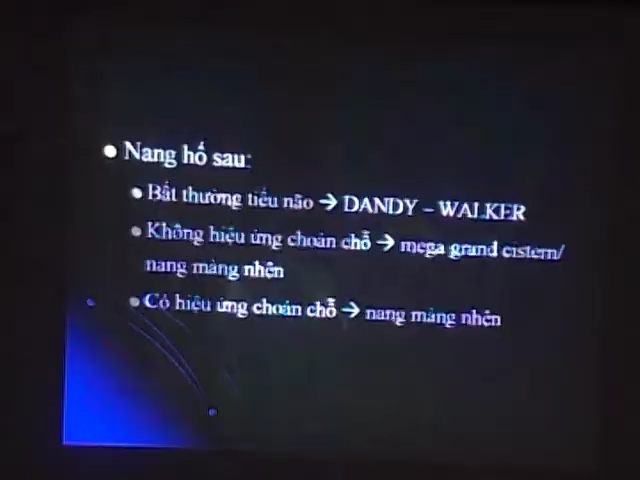 Nang hố sau:
Bất thường tiểu não → DANDY – WALKER
Không hiệu ứng choán chỗ → mega grand cistern/
nang màng nhện
Có hiệu ứng choán chỗ → nang màng nhện